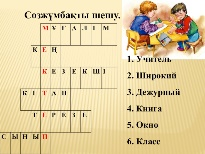 Сөзжұмбақты шешу.
М Ұ Ғ А Л І М
К Е Ң
К Е З Е К Ш І
К І Т А П
Т Е Р Е З Е
С Ы Н Ы П
1. Учитель
2. Широкий
3. Дежурный
4. Книга
5. Окно
6. Класс